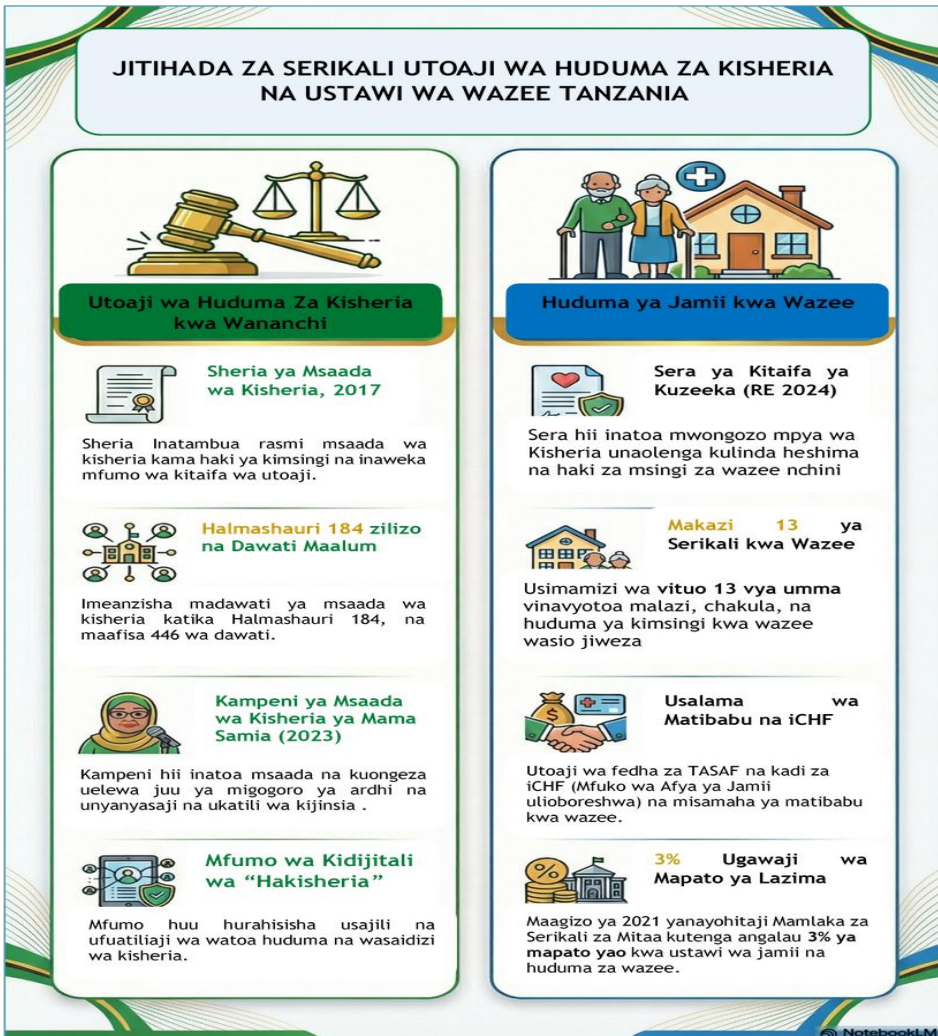 JITIHADA ZA SERIKALI UTOAJI WA HUDUMA ZA KISHERIA
NA USTAWI WA WAZEE TANZANIA
Utoaji wa Huduma Za Kisheria
kwa Wananchi
Sheria ya Msaada
wa Kisheria, 2017
Sheria Inatambua rasmi msaada wa
kisheria kama haki ya kimsingi na inaweka
mfumo wa kitaifa wa utoaji.
Halmashauri 184 zilizo
na Dawati Maalum
Imeanzisha madawati ya msaada wa
kisheria katika Halmashauri 184, na
maafisa 446 wa dawati.
Kampeni ya Msaada
wa Kisheria ya Mama
Samia (2023)
Kampeni hii inatoa msaada na kuongeza
uelewa juu ya migogoro ya ardhi na
unyanyasaji na ukatili wa kijinsia .
Mfumo wa Kidijitali
wa “Hakisheria”
Mfumo huu hurahisisha usajili na
ufuatiliaji wa watoa huduma na wasaidizi
wa kisheria.
Huduma ya Jamii kwa Wazee
Sera ya Kitaifa ya
Kuzeeka (RE 2024)
Sera hii inatoa mwongozo mpya wa
Kisheria unaolenga kulinda heshima
na haki za msingi za wazee nchini
Makazi 13 ya
Serikali kwa Wazee
Usimamizi wa vituo 13 vya umma
vinavyotoa malazi, chakula, na
huduma ya kimsingi kwa wazee
wasio jiweza
Usalama wa
Matibabu na iCHF
Utoaji wa fedha za TASAF na kadi za
iCHF (Mfuko wa Afya ya Jamii
ulioboreshwa) na misamaha ya matibabu
kwa wazee.
3% Ugawaji wa
Mapato ya Lazima
Maagizo ya 2021 yanayohitaji Mamlaka za
Serikali za Mitaa kutenga angalau 3% ya
mapato yao kwa ustawi wa jamii na
huduma za wazee.
NotebookLM